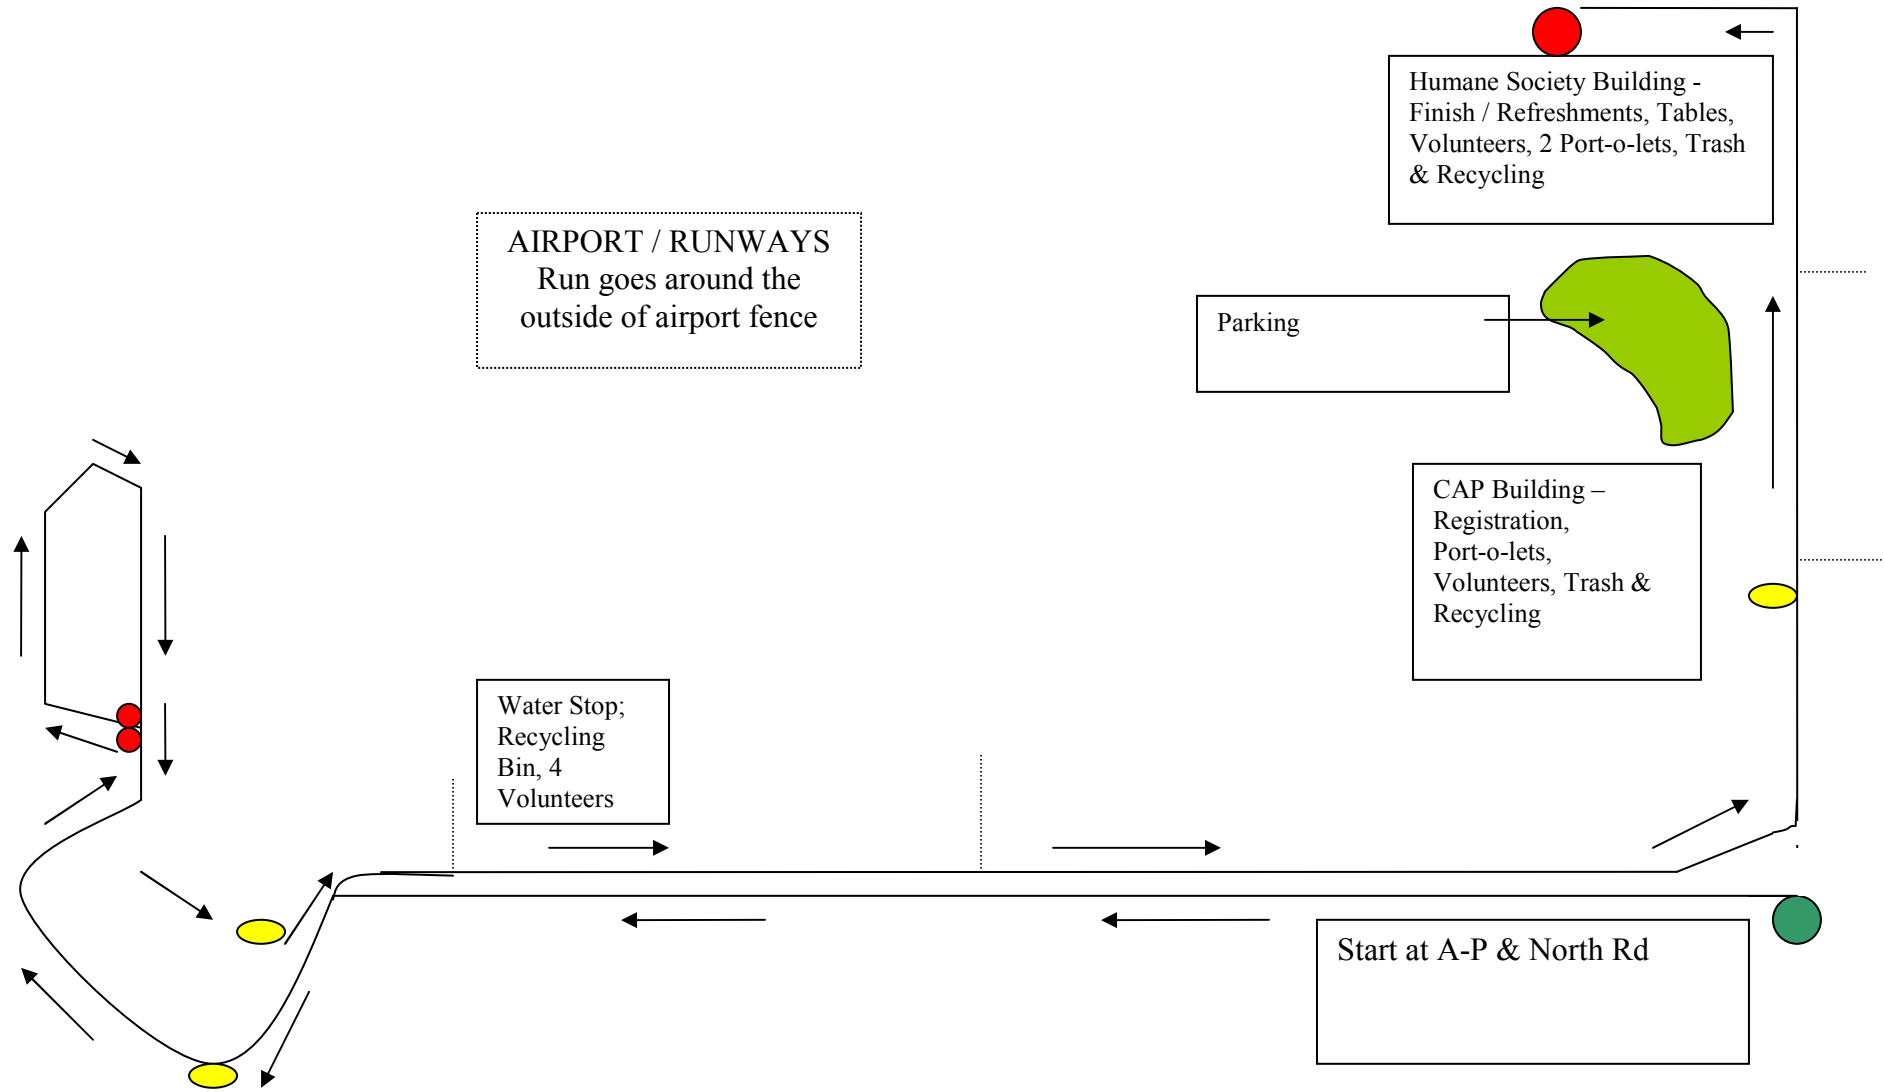 Humane Society Building -
Finish / Refreshments, Tables,
Volunteers, 2 Port-o-lets, Trash
& Recycling
AIRPORT / RUNWAYS
Run goes around the
outside of airport fence
Parking
CAP Building –
Registration,
Port-o-lets,
Volunteers, Trash &
Recycling
Water Stop;
Recycling
Bin, 4
Volunteers
Start at A-P & North Rd